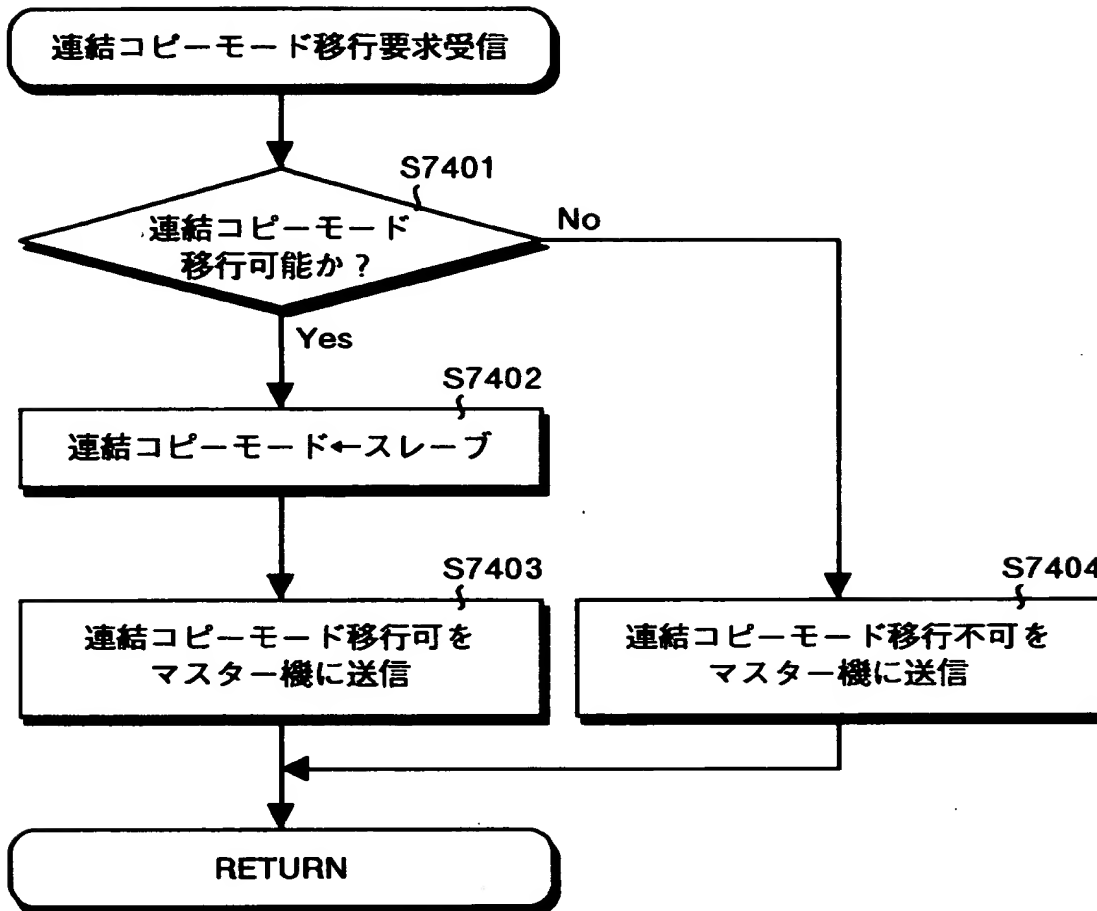 連結コピーモード移行要求受信
S7401
連結コピーモード
移行可能か?
No
Yes
S7402
連結コピーモード←スレーブ
S7403
連結コピーモード移行可を
マスター機に送信
S7404
連結コピーモード移行不可を
マスター機に送信
RETURN